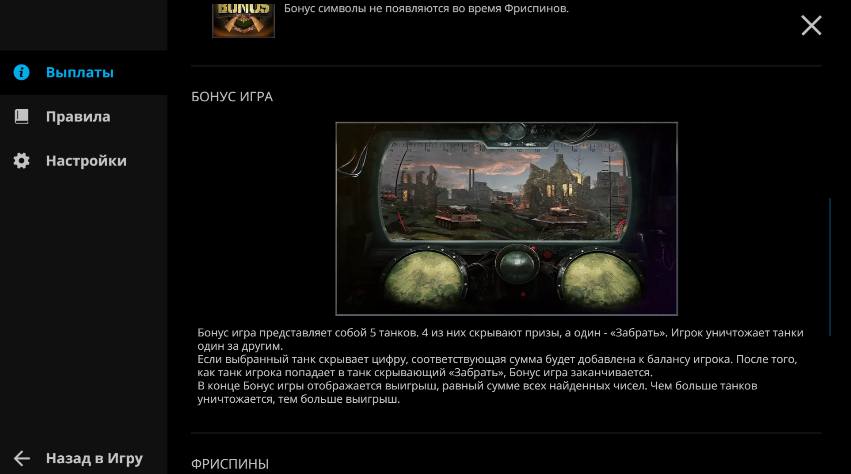 BONUS
Бонус символы не появляются во время Фриспинов.
Выплаты
Правила
Настройки
БОНУС ИГРА
Бонус игра представляет собой 5 танков. 4 из них скрывают призы, а один - «Забрать». Игрок уничтожает танки
один за другим.
Если выбранный танк скрывает цифру, соответствующая сумма будет добавлена к балансу игрока. После того,
как танк игрока попадает в танк скрывающий «Забрать», Бонус игра заканчивается.
В конце Бонус игры отображается выигрыш, равный сумме всех найденных чисел. Чем больше танков
уничтожается, тем больше выигрыш.
ФРИСПИНЫ
Назад в Игру